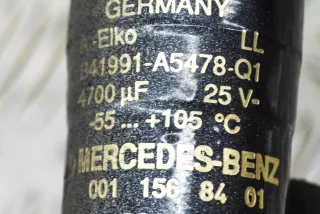 GERMANY
-Elko LL
B41991-A5478-Q1
4700 µF 25 V-
-55 ... +105 °C
MERCEDES-BENZ
001 156 84 01